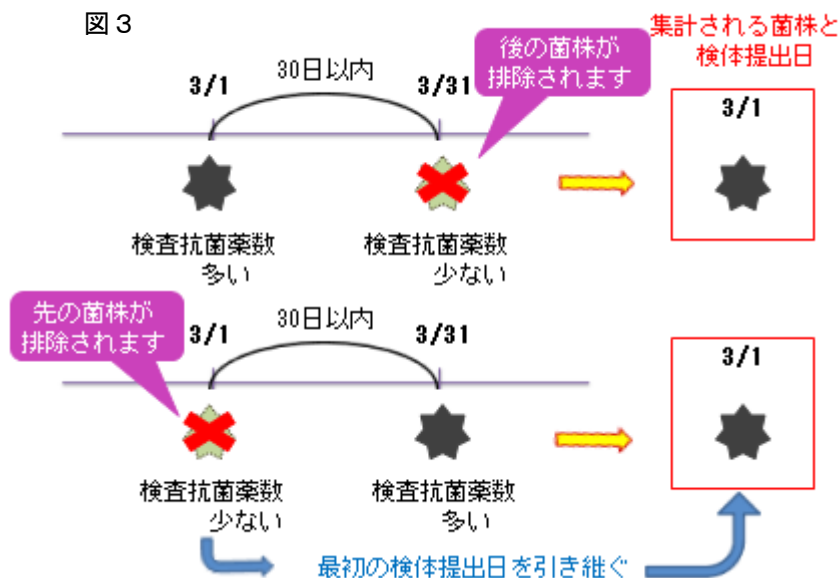 図3
集計される菌株と
検体提出日
後の菌株が
排除されます
30日以内
3/1
3/31
3/1
検査抗菌薬数
多い
検査抗菌薬数
少ない
先の菌株が
排除されます
30日以内
3/1
3/31
3/1
検査抗菌薬数
少ない
検査抗菌薬数
多い
最初の検体提出日を引き継ぐ